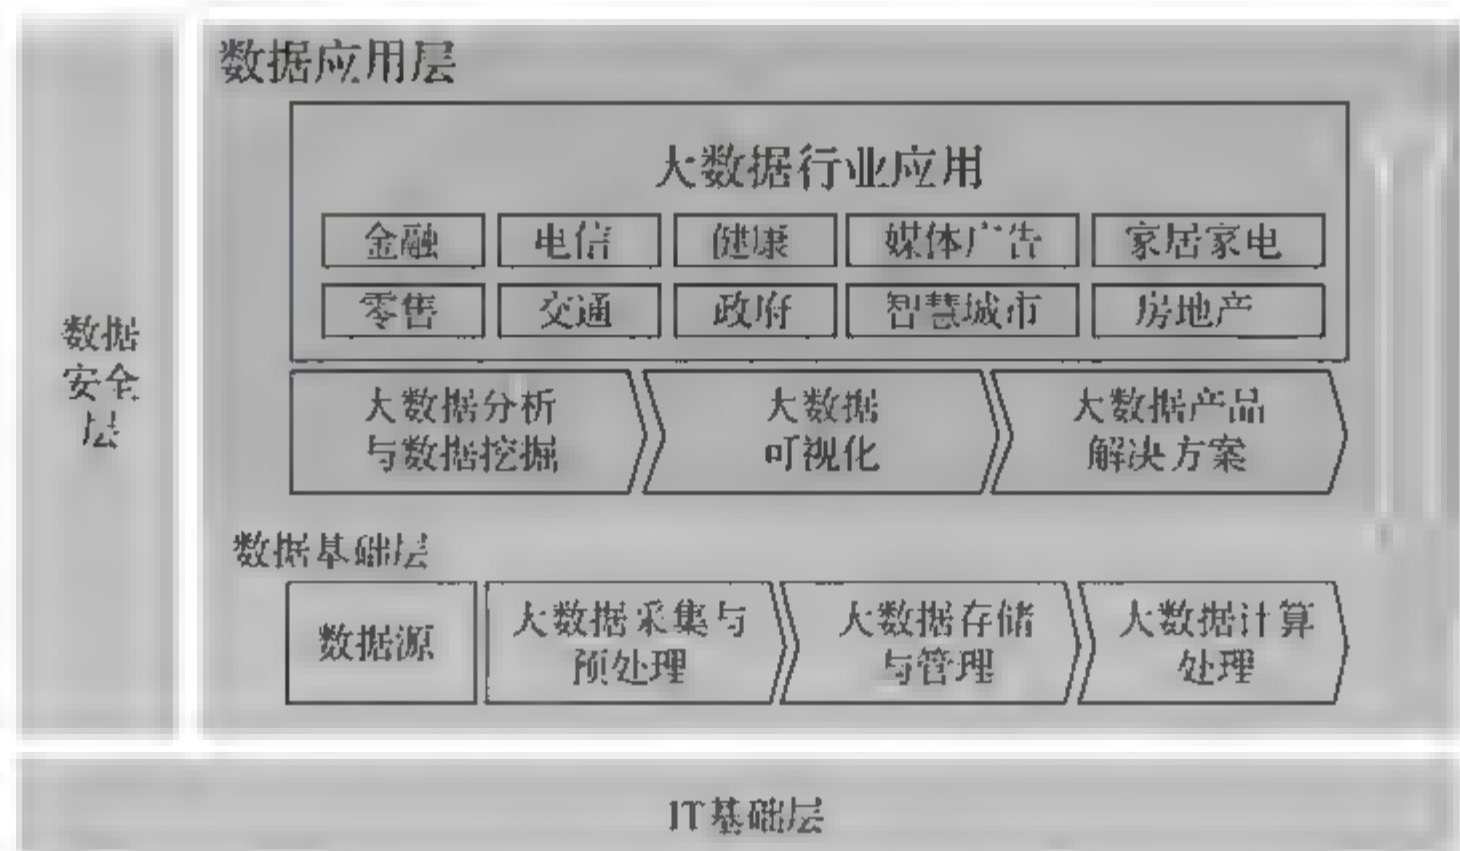 数据应用层
大数据行业应用
金融 电信 健康 媒体广告 家居家电
零售 交通 政府 智慧城市 房地产
数据
安全
层
大数据分析
与数据挖掘
大数据
可视化
大数据产品
解决方案
数据基础层
数据源
大数据采集与
预处理
大数据存储
与管理
大数据计算
处理
IT基础层